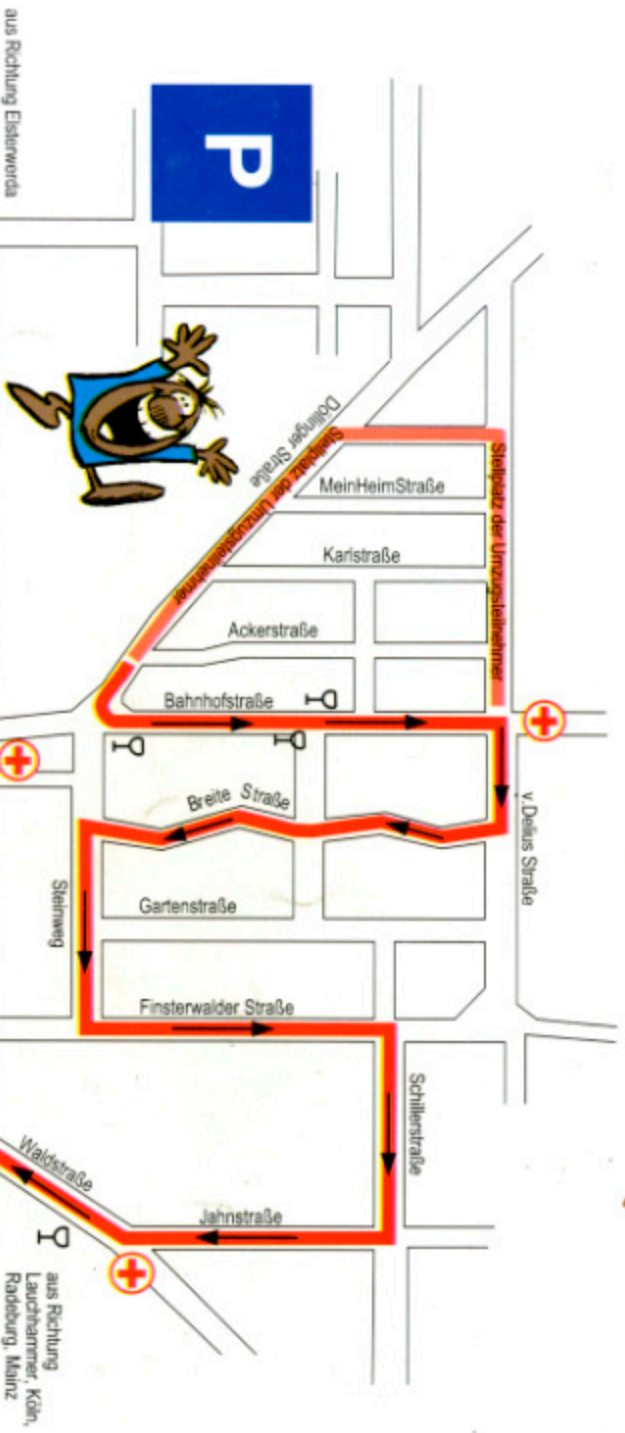 aus Richtung Elsterwerda
P
Dollinger Straße
Stellplatz der Umzugsteilnehmer
Stellplatz der Umzugsteilnehmer
MeinHeimStraße
Karlstraße
Ackerstraße
Bahnhofstraße
Breite Straße
v.Delius Straße
Gartenstraße
Steinweg
Finsterwalder Straße
Schillerstraße
Waldstraße
Jahnstraße
aus Richtung
Lauchhammer, Köln,
Radeburg, Mainz